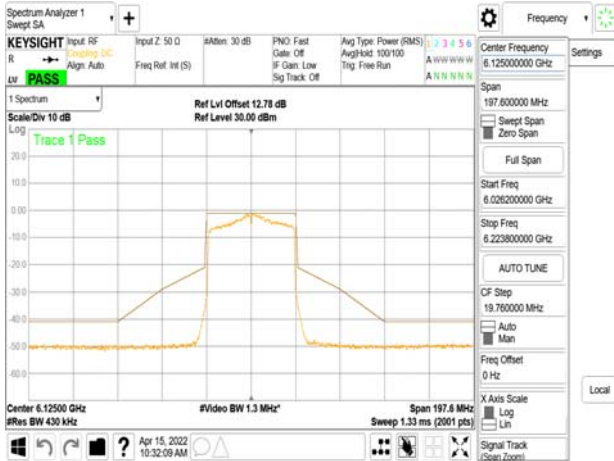 Spectrum Analyzer 1
Swept SA
Frequency
KEYSIGHT
Input: RF
Coupling: DC
Align: Auto
Input Z: 50 Ω
Freq Ref: Int (S)
#Atten: 30 dB
PNO: Fast
Gate: Off
IF Gain: Low
Sig Track: Off
Avg Type: Power (RMS)
Avg|Hold: 100/100
Trig: Free Run
1 2 3 4 5 6
A W W W W W
A N N N N N
R
LV PASS
1 Spectrum
Scale/Div 10 dB
Ref Lvl Offset 12.78 dB
Ref Level 30.00 dBm
Log
Trace 1 Pass
20.0
10.0
0.00
-10.0
-20.0
-30.0
-40.0
-50.0
-60.0
Center 6.12500 GHz
#Res BW 430 kHz
#Video BW 1.3 MHz*
Span 197.6 MHz
Sweep 1.33 ms (2001 pts)
Apr 15, 2022
10:32:09 AM
Center Frequency
6.125000000 GHz
Span
197.600000 MHz
Swept Span
Zero Span
Full Span
Start Freq
6.026200000 GHz
Stop Freq
6.223800000 GHz
AUTO TUNE
CF Step
19.760000 MHz
Auto
Man
Freq Offset
0 Hz
X Axis Scale
Log
Lin
Signal Track
(Span Zoom)
Settings
Local